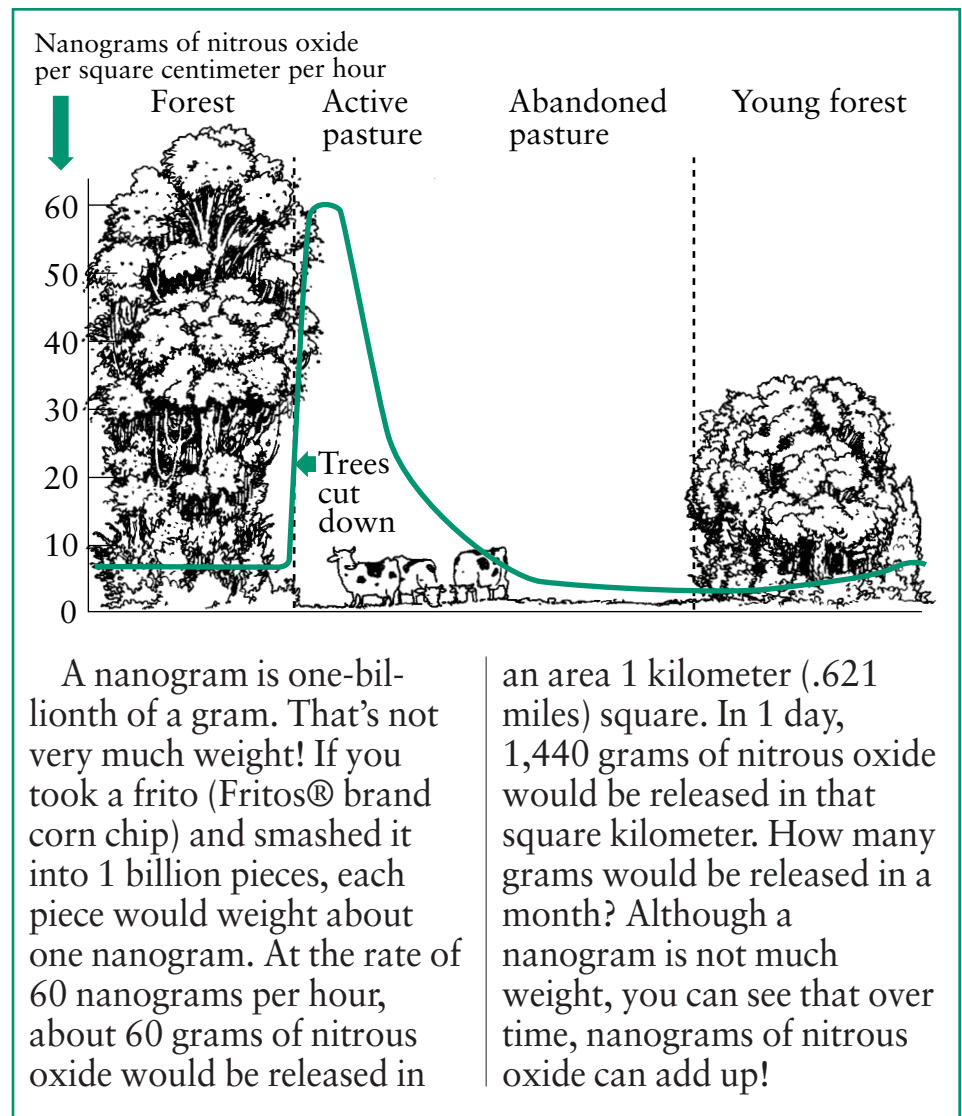 Nanograms of nitrous oxide
per square centimeter per hour
Forest
Active
pasture
Abandoned
pasture
Young forest
60
50
40
30
20
10
0
Trees
cut
down
A nanogram is one-bil-
lionth of a gram. That's not
very much weight! If you
took a frito (Fritos® brand
corn chip) and smashed it
into 1 billion pieces, each
piece would weight about
one nanogram. At the rate of
60 nanograms per hour,
about 60 grams of nitrous
oxide would be released in
an area 1 kilometer (.621
miles) square. In 1 day,
1,440 grams of nitrous oxide
would be released in that
square kilometer. How many
grams would be released in a
month? Although a
nanogram is not much
weight, you can see that over
time, nanograms of nitrous
oxide can add up!